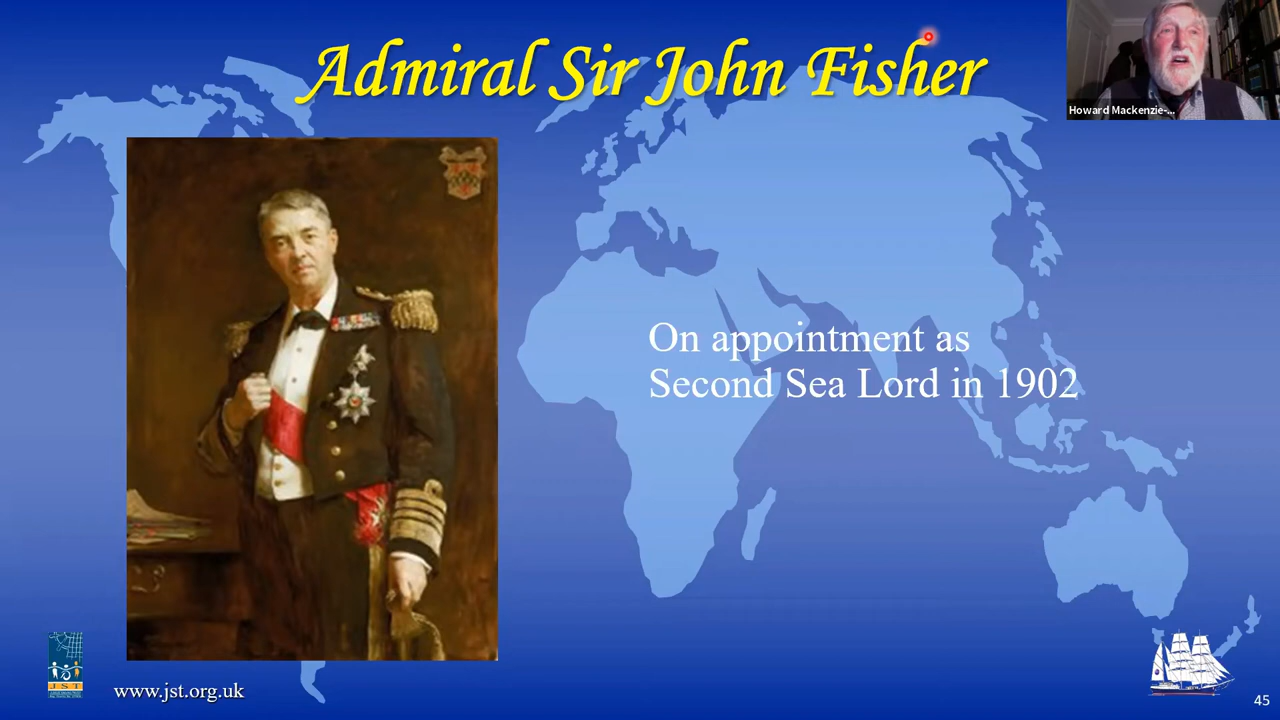 Admiral Sir John Fisher
Howard Mackenzie-...
On appointment as
Second Sea Lord in 1902
JST
www.jst.org.uk
45